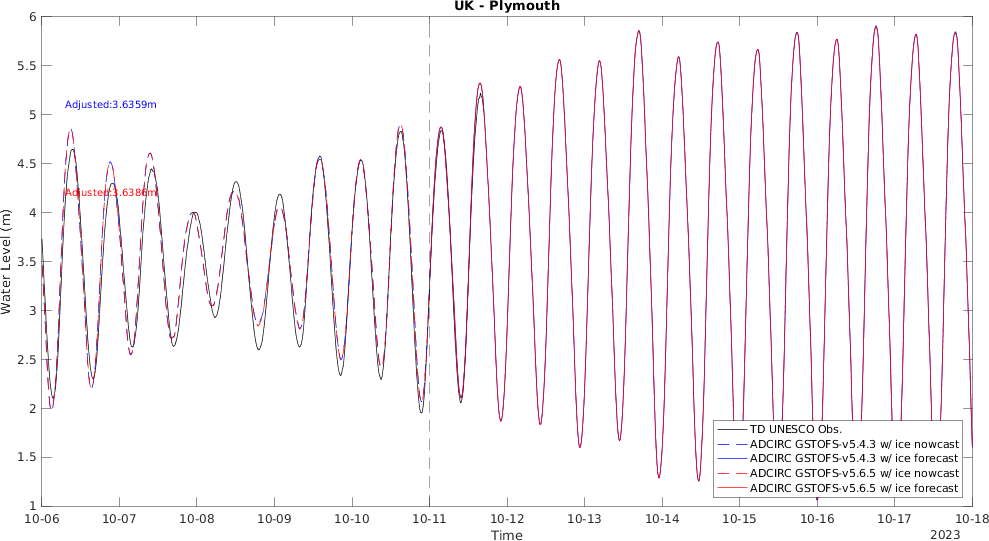 UK - Plymouth
6
5.5
5
4.5
4
3.5
3
2.5
2
1.5
1
Water Level (m)
Adjusted:3.6359m
Adjusted:3.6386m
TD UNESCO Obs.
ADCIRC GSTOFS-v5.4.3 w/ ice nowcast
ADCIRC GSTOFS-v5.4.3 w/ ice forecast
ADCIRC GSTOFS-v5.6.5 w/ ice nowcast
ADCIRC GSTOFS-v5.6.5 w/ ice forecast
10-06 10-07 10-08 10-09 10-10 10-11 10-12 10-13 10-14 10-15 10-16 10-17 10-18
Time
2023